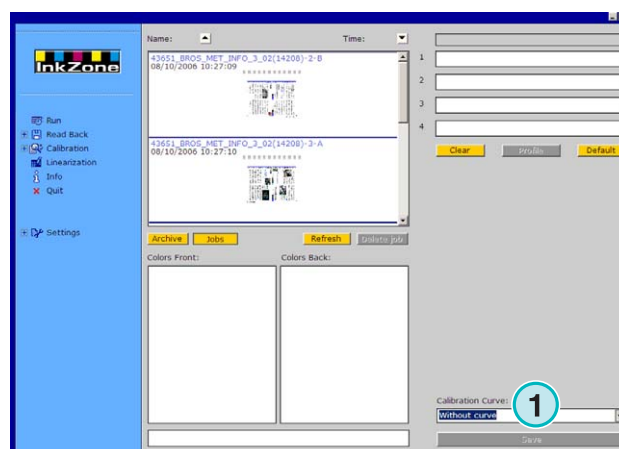 InkZone
Run
Read Back
Calibration
Linearization
Info
Quit
Settings
Name:
Time:
43651_BROS_MET_INFO_3_02(14208)-2-B
08/10/2006 10:27:09
43651_BROS_MET_INFO_3_02(14208)-3-A
08/10/2006 10:27:10
Archive
Jobs
Refresh
Delete job
Colors Front:
Colors Back:
1
2
3
4
Clear
Profile
Default
Calibration Curve:
Without curve
1
Save